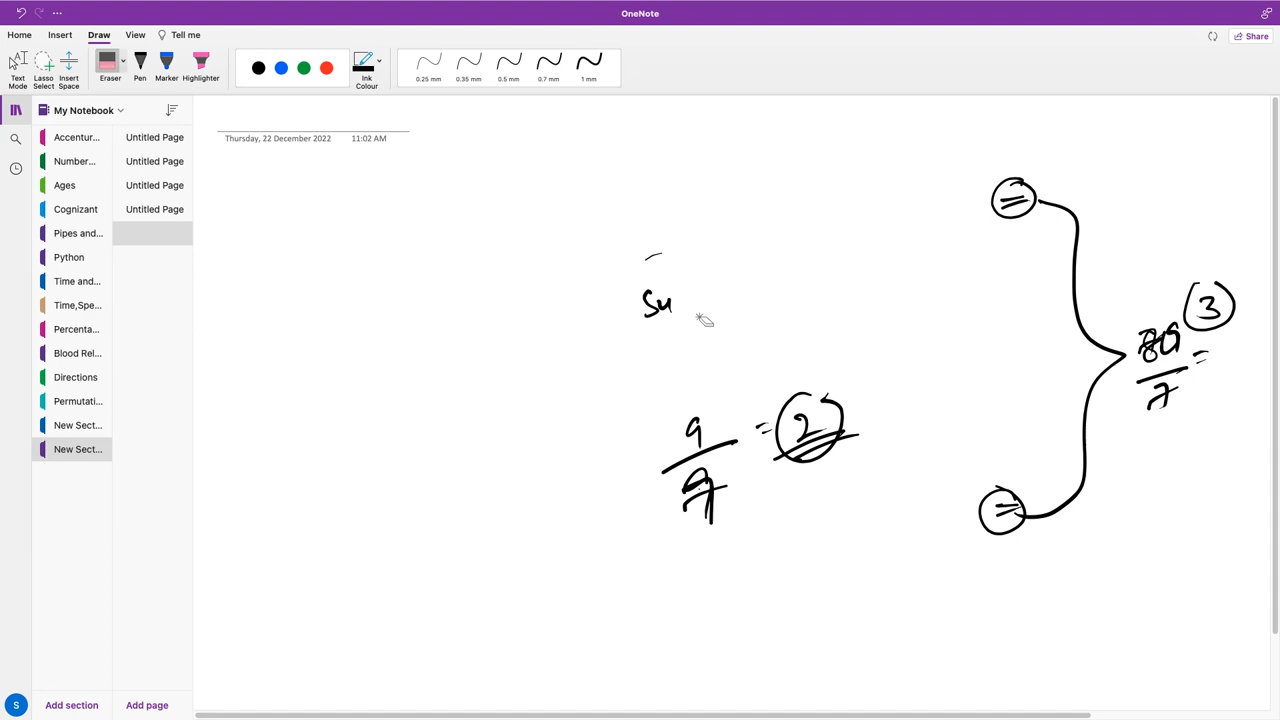 OneNote
Home Insert Draw View Tell me
Share
Text Mode
Lasso Select
Insert Space
Eraser
Pen
Marker
Highlighter
Ink Colour
0.25 mm
0.35 mm
0.5 mm
0.7 mm
1 mm
My Notebook
Accentur...
Number...
Ages
Cognizant
Pipes and...
Python
Time and...
Time,Spe...
Percenta...
Blood Rel...
Directions
Permutati...
New Sect...
New Sect...
Untitled Page
Untitled Page
Untitled Page
Untitled Page
Thursday, 22 December 2022 11:02 AM
Su
9
= 2
7
3
=
7
S
Add section
Add page